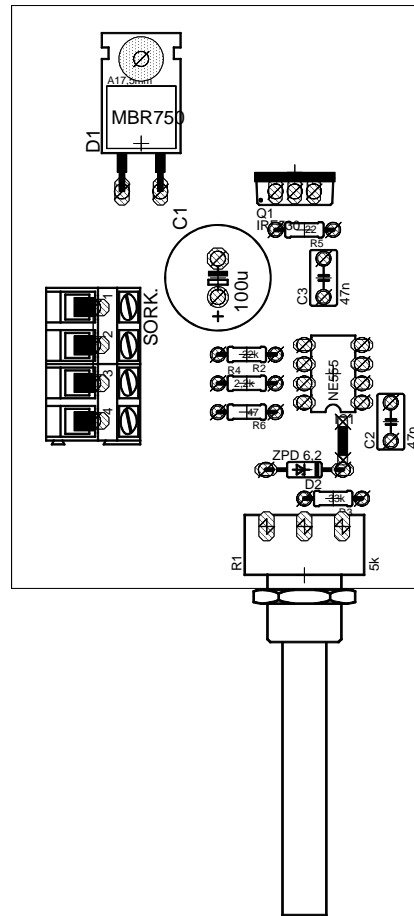 A17,5mm
MBR750
D1
C1
Q1
22
R5
C3
47n
100u
+
SORK.
1
2
3
4
22k
R4
R2
2,2k
47
R6
NE555
C2
47n
ZPD 6,2
D2
R1
5k